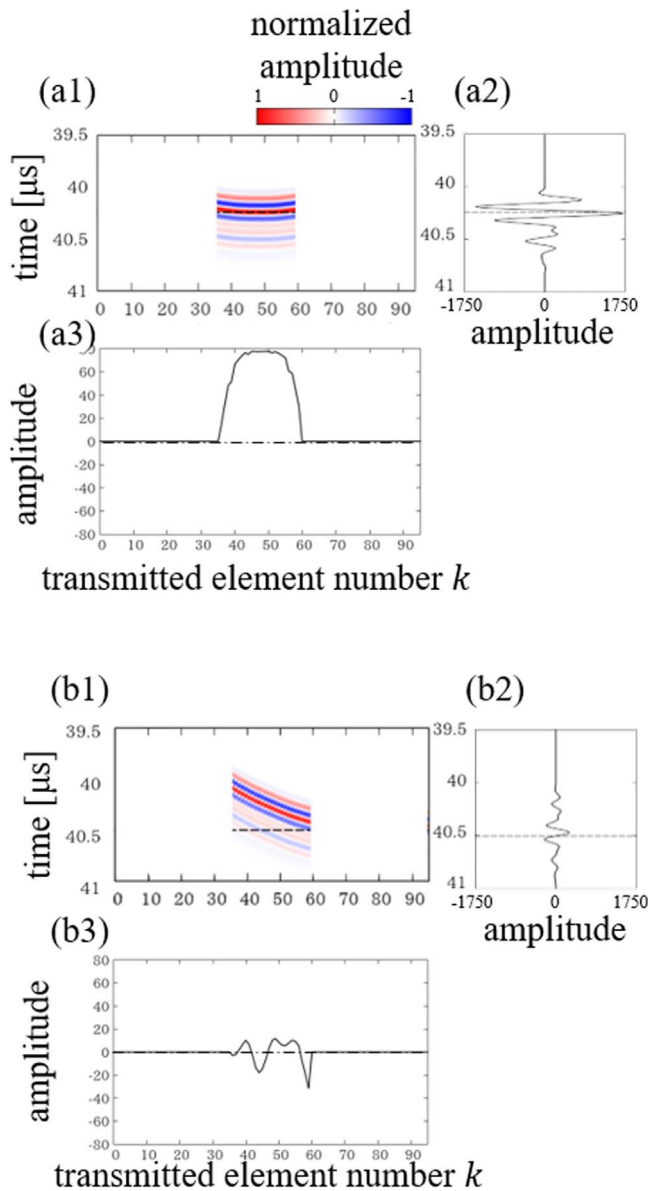 normalized
amplitude
(a1)
1 0 -1
(a2)
39.5
40
40.5
41
time [μs]
0 10 20 30 40 50 60 70 80 90
39.5
40
40.5
41
-1750 0 1750
amplitude
(a3)
60
40
20
0
-20
-40
-60
-80
amplitude
0 10 20 30 40 50 60 70 80 90
transmitted element number k
(b1)
(b2)
39.5
40
40.5
41
time [μs]
0 10 20 30 40 50 60 70 80 90
39.5
40
40.5
41
-1750 0 1750
amplitude
(b3)
80
60
40
20
0
-20
-40
-60
-80
amplitude
0 10 20 30 40 50 60 70 80 90
transmitted element number k